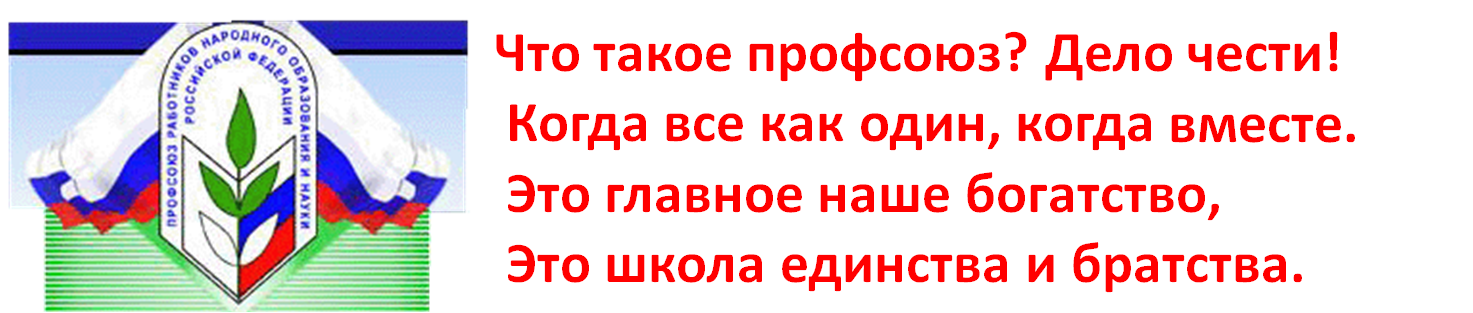 ПРОФСОЮЗ РАБОТНИКОВ НАРОДНОГО ОБРАЗОВАНИЯ И НАУКИ
РОССИЙСКОЙ ФЕДЕРАЦИИ
Что такое профсоюз? Дело чести!
Когда все как один, когда вместе.
Это главное наше богатство,
Это школа единства и братства.